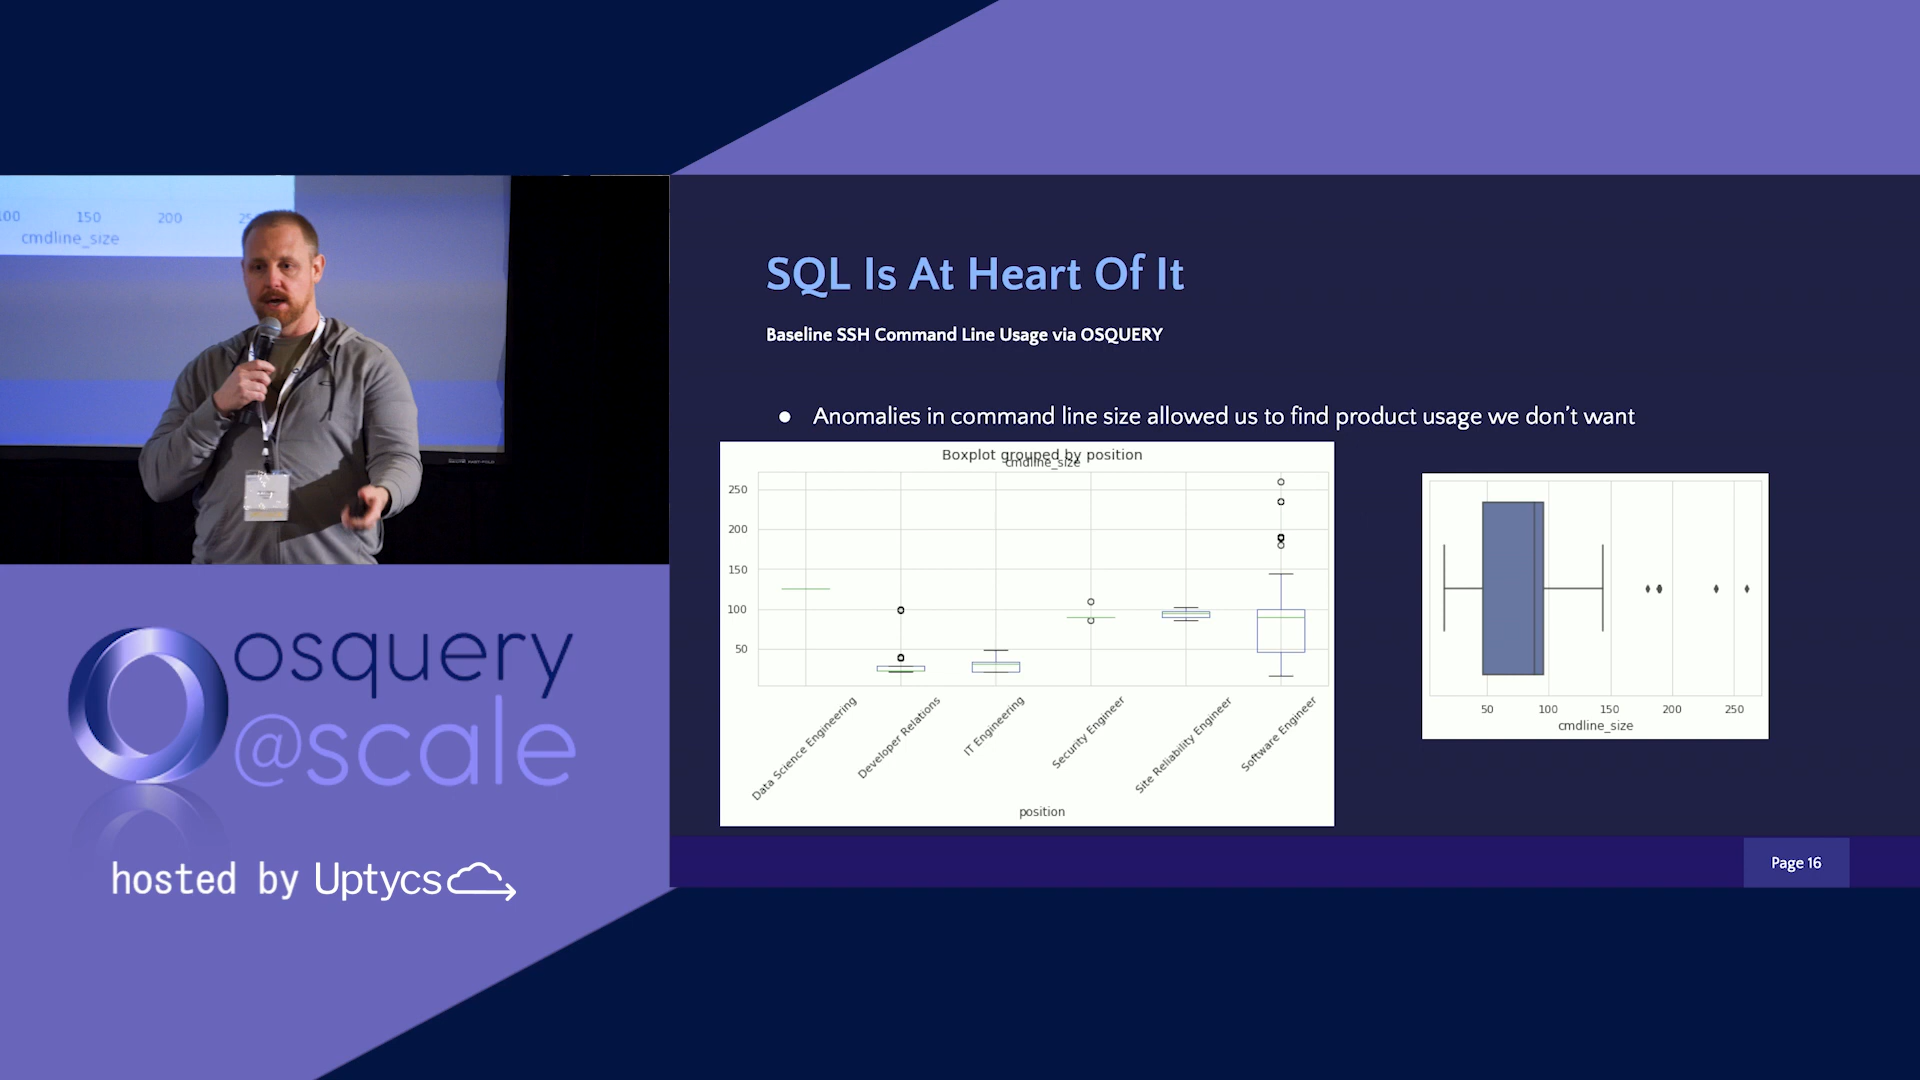 100 150 200
cmdline_size
SQL Is At Heart Of It
Baseline SSH Command Line Usage via OSQUERY
● Anomalies in command line size allowed us to find product usage we don't want
Boxplot grouped by position
cmdline_size
250
200
150
100
50
Data Science Engineering
Developer Relations
IT Engineering
Security Engineer
Site Reliability Engineer
Software Engineer
position
50 100 150 200 250
cmdline_size
Page 16
osquery
@scale
hosted by Uptycs